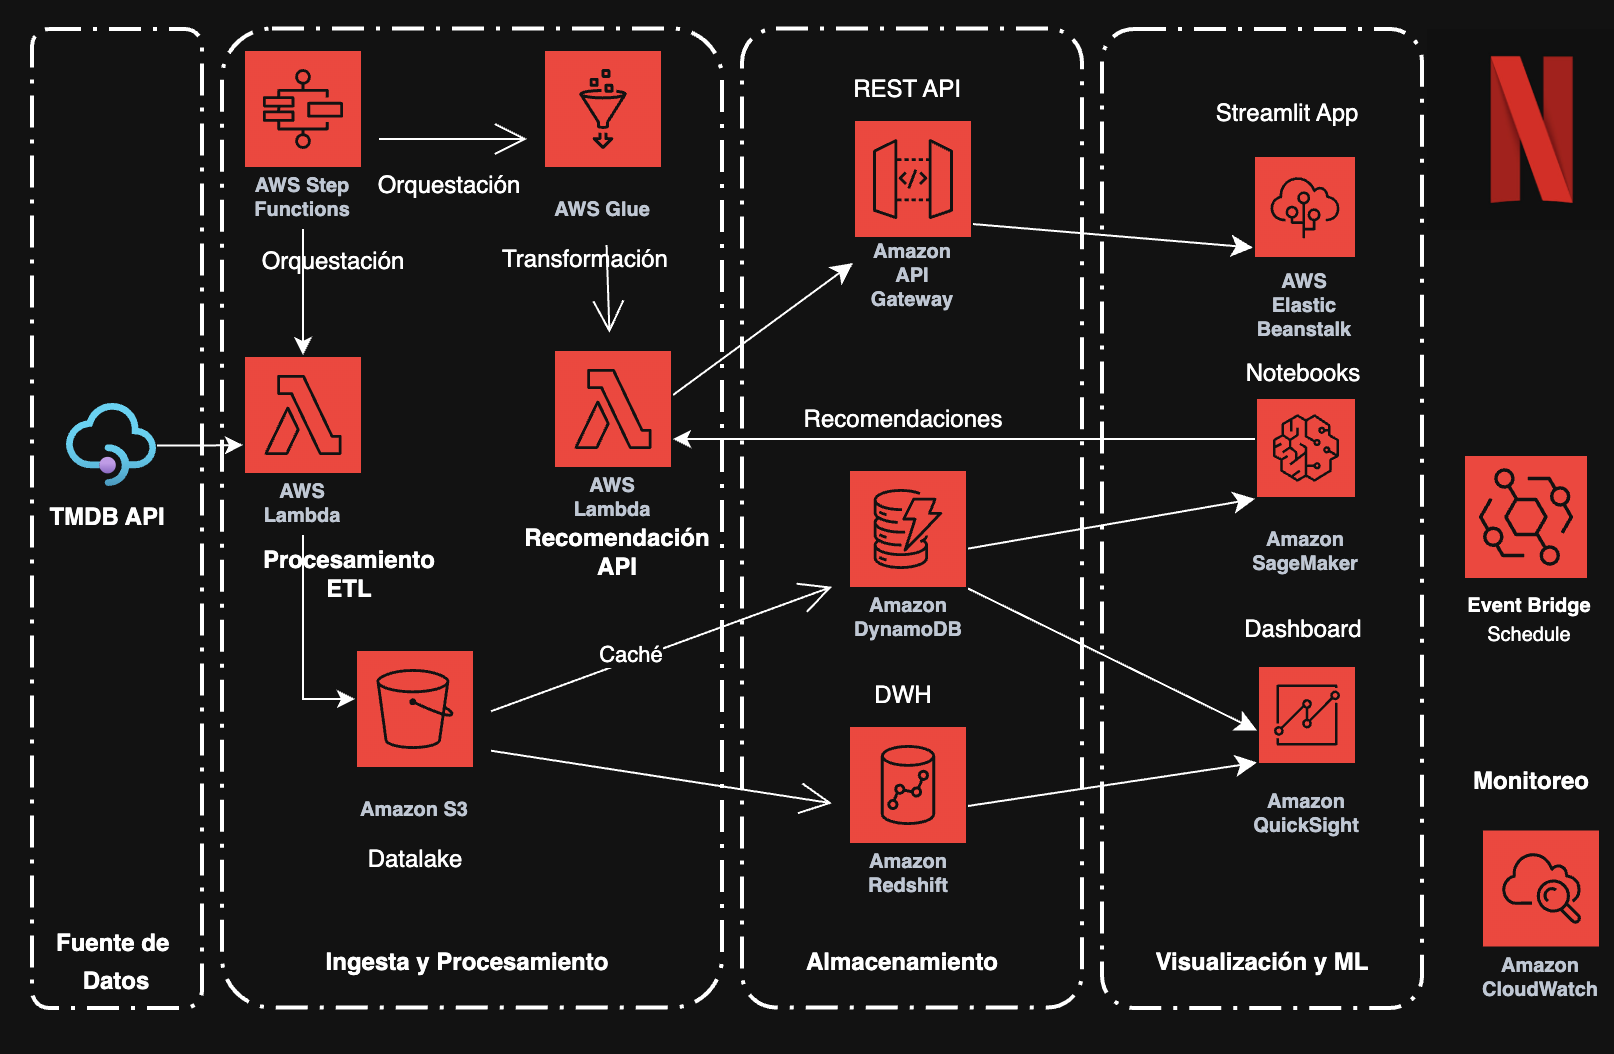 TMDB API
Fuente de
Datos
AWS Step
Functions
Orquestación
AWS Glue
Orquestación
Transformación
AWS
Lambda
Procesamiento
ETL
AWS
Lambda
Recomendación
API
Amazon S3
Datalake
Caché
Ingesta y Procesamiento
REST API
Amazon
API
Gateway
Recomendaciones
Amazon
DynamoDB
DWH
Amazon
Redshift
Almacenamiento
Streamlit App
AWS
Elastic
Beanstalk
Notebooks
Amazon
SageMaker
Dashboard
Amazon
QuickSight
Visualización y ML
N
Event Bridge
Schedule
Monitoreo
Amazon
CloudWatch